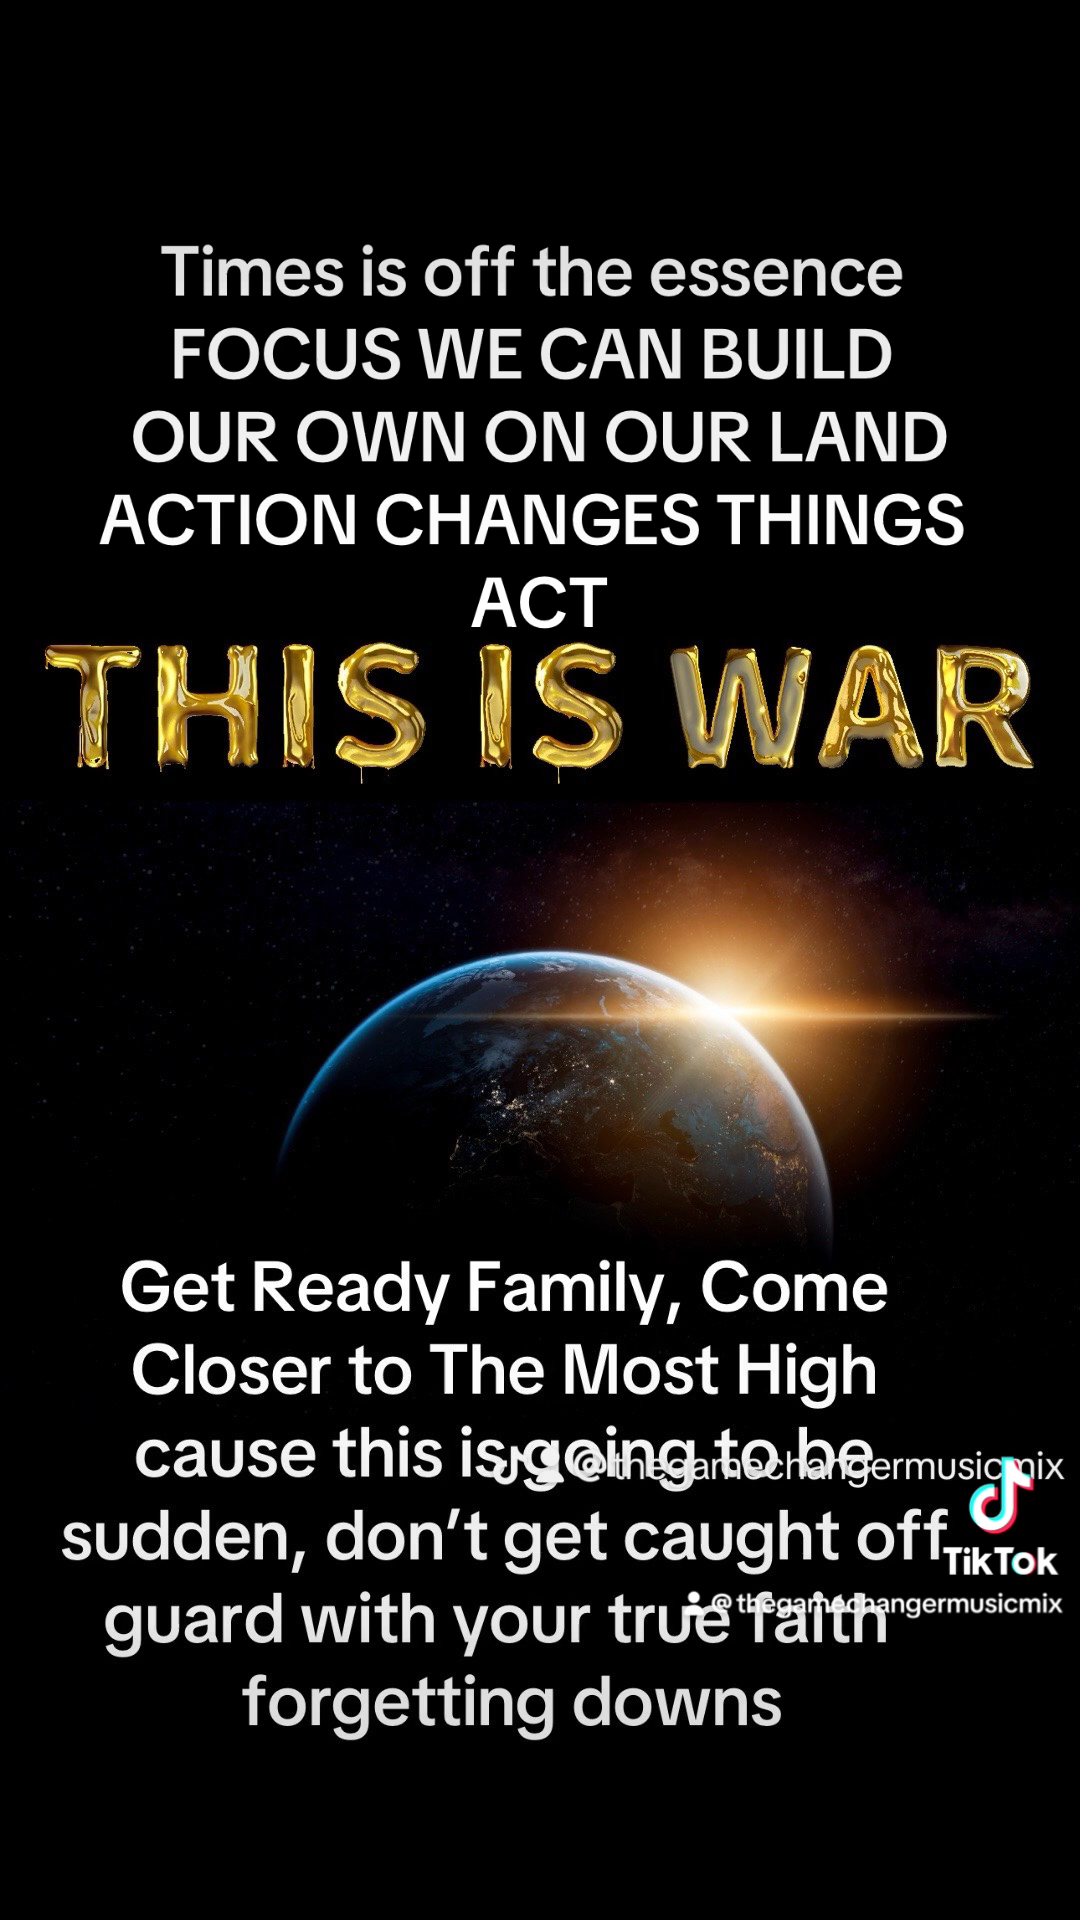 Times is off the essence
FOCUS WE CAN BUILD
OUR OWN ON OUR LAND
ACTION CHANGES THINGS
ACT
THIS IS WAR
Get Ready Family, Come
Closer to The Most High
cause this is going to be
@thegamechangermusicmix
sudden, don’t get caught off
TikTok
guard with your true faith
@thegamechangermusicmix
forgetting downs